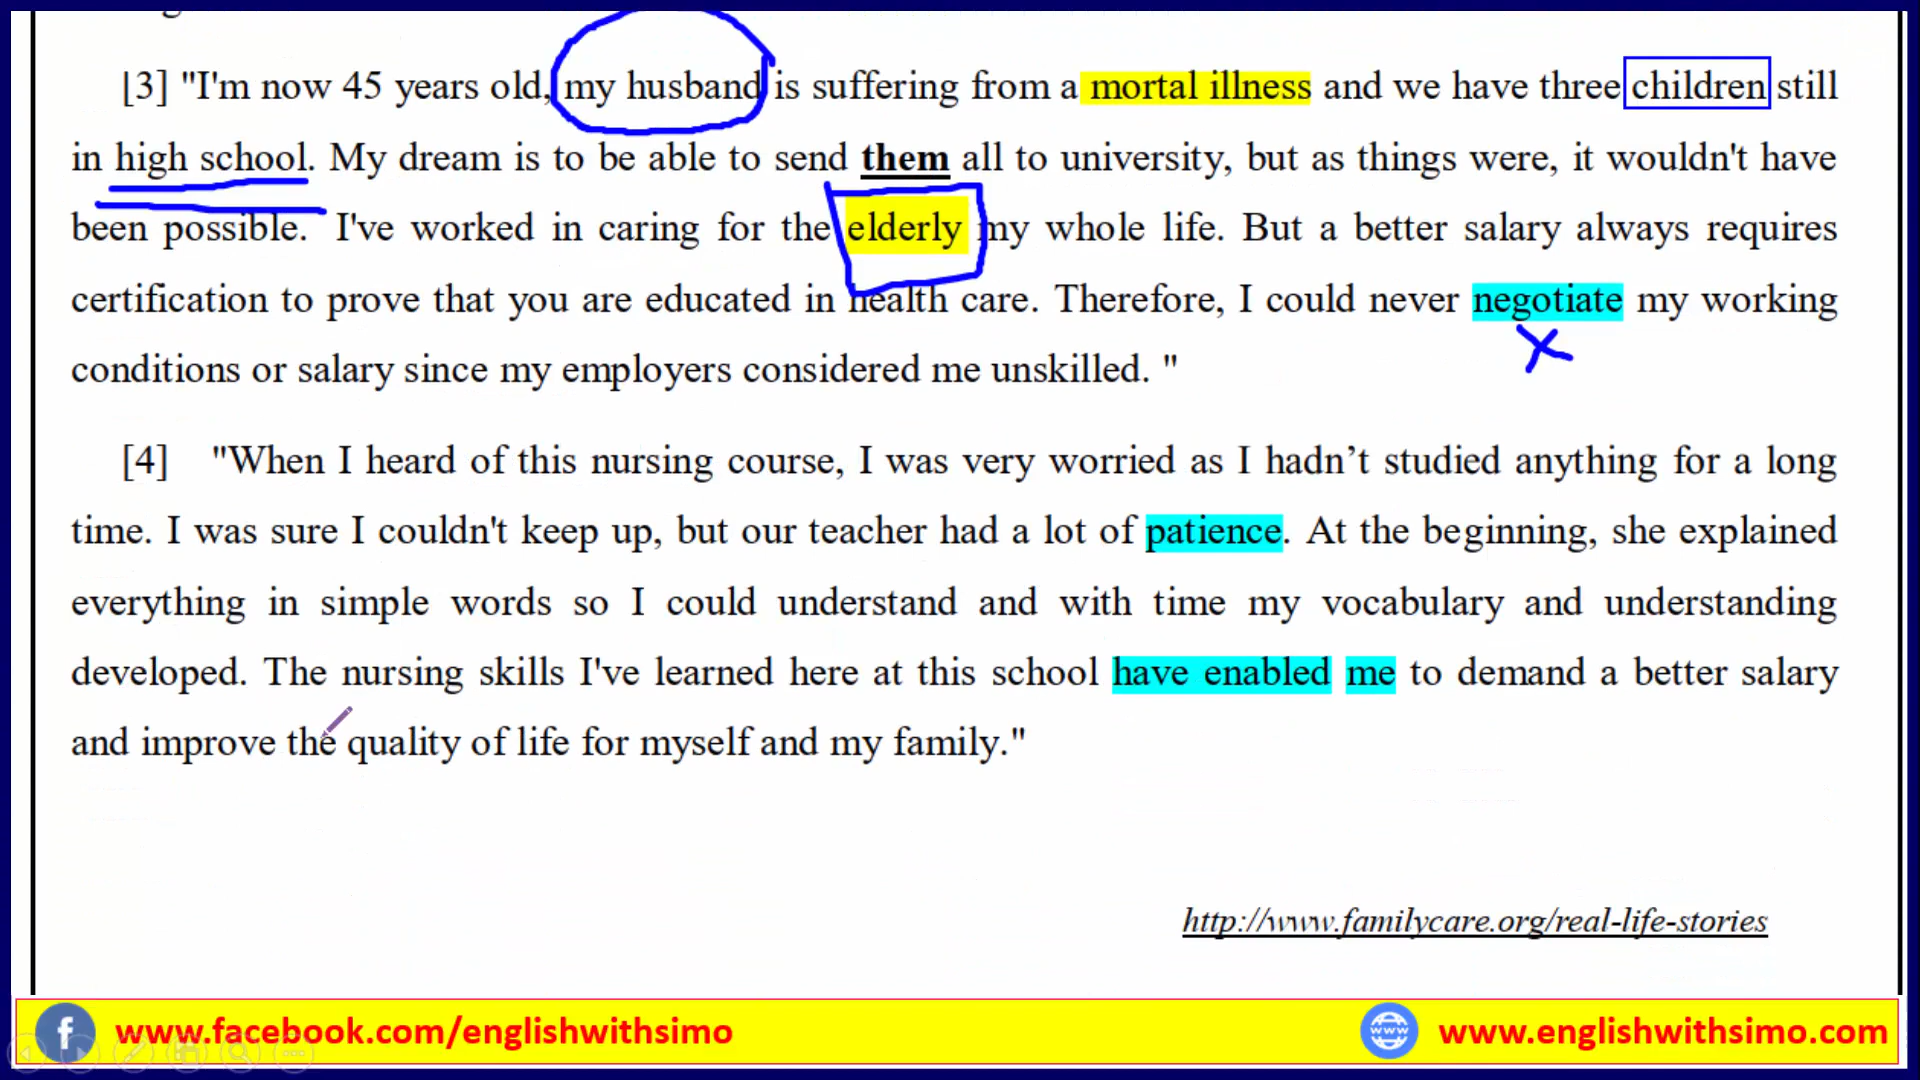 [3] "I'm now 45 years old, my husband is suffering from a mortal illness and we have three children still
in high school. My dream is to be able to send them all to university, but as things were, it wouldn't have
been possible. I've worked in caring for the elderly my whole life. But a better salary always requires
certification to prove that you are educated in health care. Therefore, I could never negotiate my working
conditions or salary since my employers considered me unskilled. "
[4] "When I heard of this nursing course, I was very worried as I hadn’t studied anything for a long
time. I was sure I couldn't keep up, but our teacher had a lot of patience. At the beginning, she explained
everything in simple words so I could understand and with time my vocabulary and understanding
developed. The nursing skills I've learned here at this school have enabled me to demand a better salary
and improve the quality of life for myself and my family."
http://www.familycare.org/real-life-stories
www.facebook.com/englishwithsimo
www.englishwithsimo.com